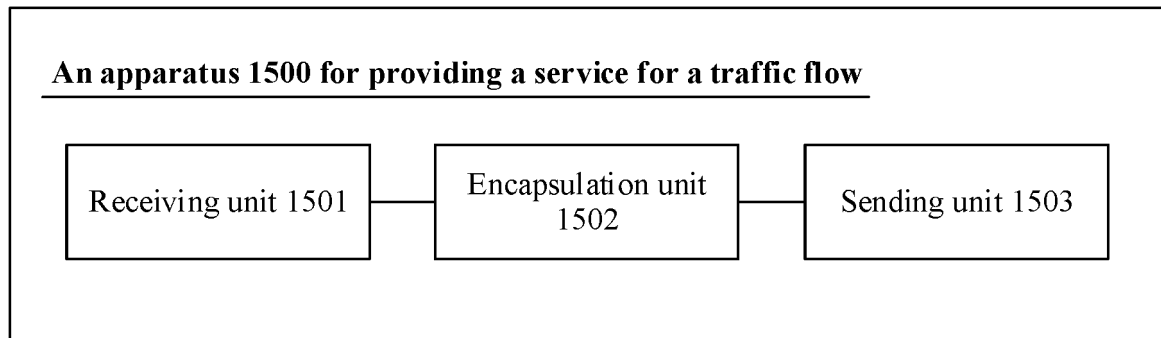 An apparatus 1500 for providing a service for a traffic flow
Receiving unit 1501
Encapsulation unit
1502
Sending unit 1503